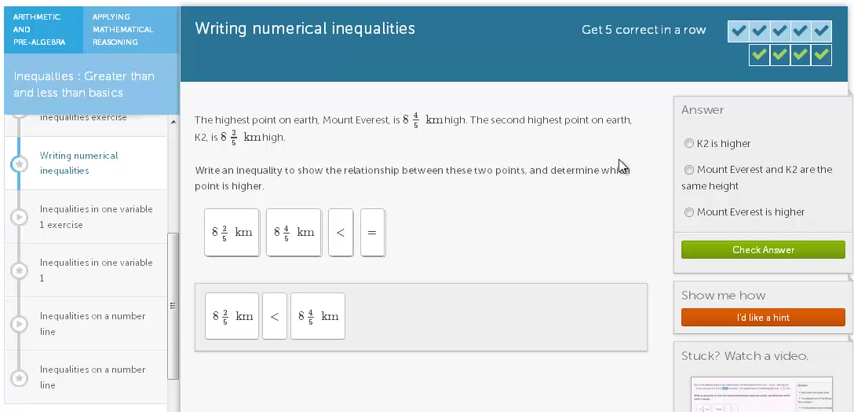 ARITHMETIC
AND
PRE-ALGEBRA
APPLYING
MATHEMATICAL
REASONING
Inequalties : Greater than
and less than basics
Inequalities exercise
Writing numerical
inequalities
Inequalities in one variable
1 exercise
Inequalities in one variable
1
Inequalities on a number
line
Inequalities on a number
line
Writing numerical inequalities
Get 5 correct in a row
The highest point on earth, Mount Everest, is 8 4/5 km high. The second highest point on earth,
K2, is 8 2/5 km high.
Write an inequality to show the relationship between these two points, and determine which
point is higher.
8 2/5 km 8 4/5 km < =
8 2/5 km < 8 4/5 km
Answer
K2 is higher
Mount Everest and K2 are the
same height
Mount Everest is higher
Check Answer
Show me how
I'd like a hint
Stuck? Watch a video.